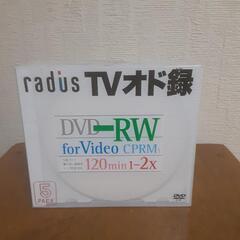 radius TVオド録
DVD-RW
for Video CPRM
120min 1-2X
5
PACK
DVD